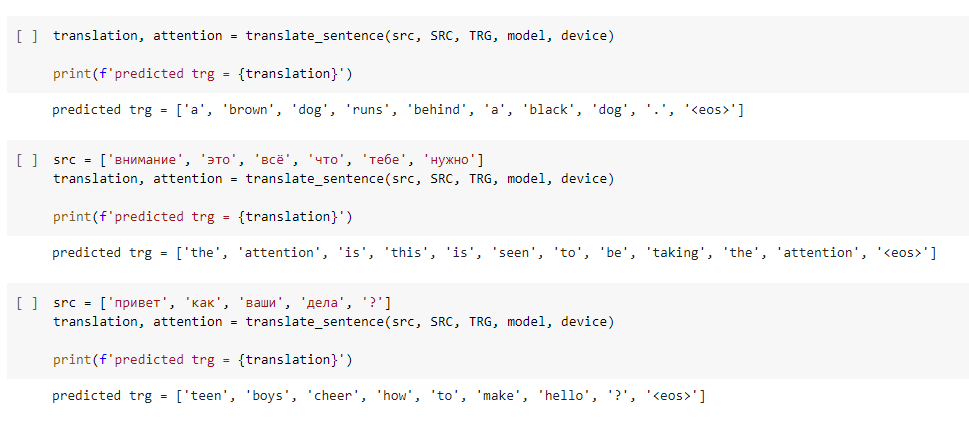 [ ] translation, attention = translate_sentence(src, SRC, TRG, model, device)
print(f'predicted trg = {translation}')
predicted trg = ['a', 'brown', 'dog', 'runs', 'behind', 'a', 'black', 'dog', '.', '<eos>']
[ ] src = ['внимание', 'это', 'всё', 'что', 'тебе', 'нужно']
translation, attention = translate_sentence(src, SRC, TRG, model, device)
print(f'predicted trg = {translation}')
predicted trg = ['the', 'attention', 'is', 'this', 'is', 'seen', 'to', 'be', 'taking', 'the', 'attention', '<eos>']
[ ] src = ['привет', 'как', 'ваши', 'дела', '?']
translation, attention = translate_sentence(src, SRC, TRG, model, device)
print(f'predicted trg = {translation}')
predicted trg = ['teen', 'boys', 'cheer', 'how', 'to', 'make', 'hello', '?', '<eos>']